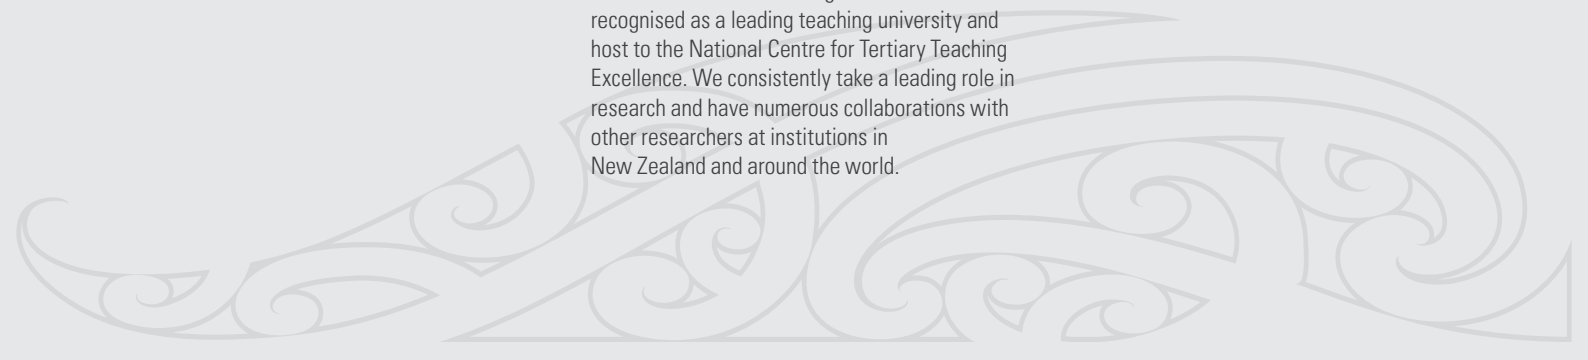 recognised as a leading teaching university and
host to the National Centre for Tertiary Teaching
Excellence. We consistently take a leading role in
research and have numerous collaborations with
other researchers at institutions in
New Zealand and around the world.